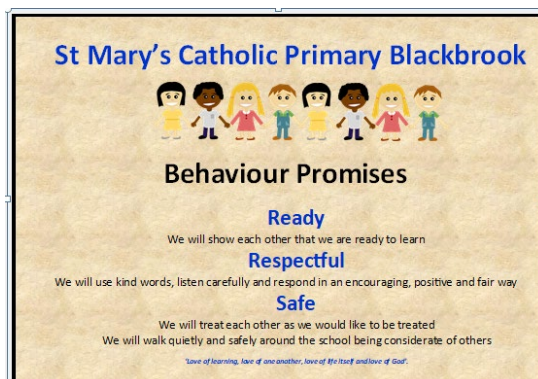 St Mary's Catholic Primary Blackbrook
Behaviour Promises
Ready
We will show each other that we are ready to learn
Respectful
We will use kind words, listen carefully and respond in an encouraging, positive and fair way
Safe
We will treat each other as we would like to be treated
We will walk quietly and safely around the school being considerate of others
"Love of learning, love of one another, love of life itself and love of God".